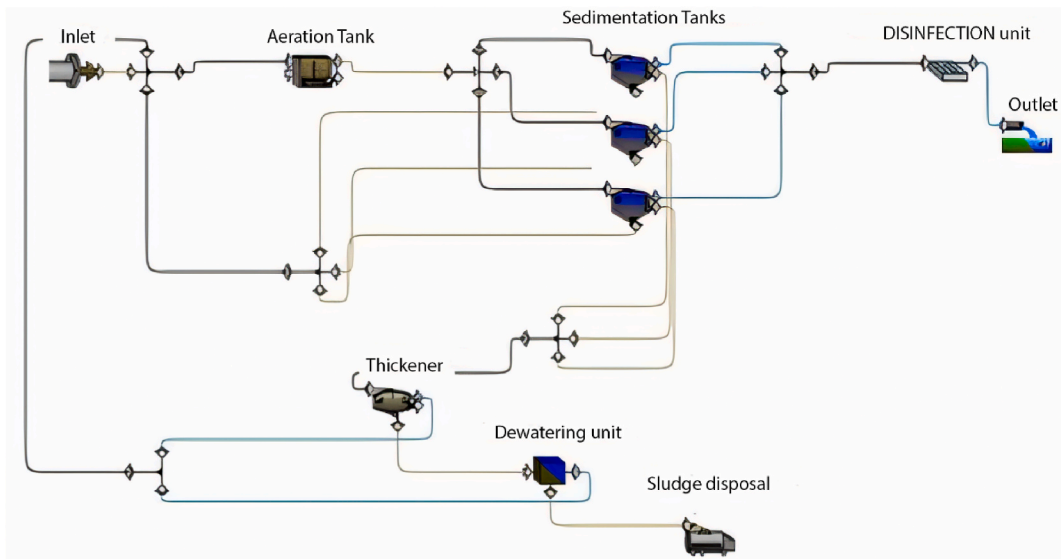 Sedimentation Tanks
Inlet
Aeration Tank
DISINFECTION unit
Outlet
Thickener
Dewatering unit
Sludge disposal